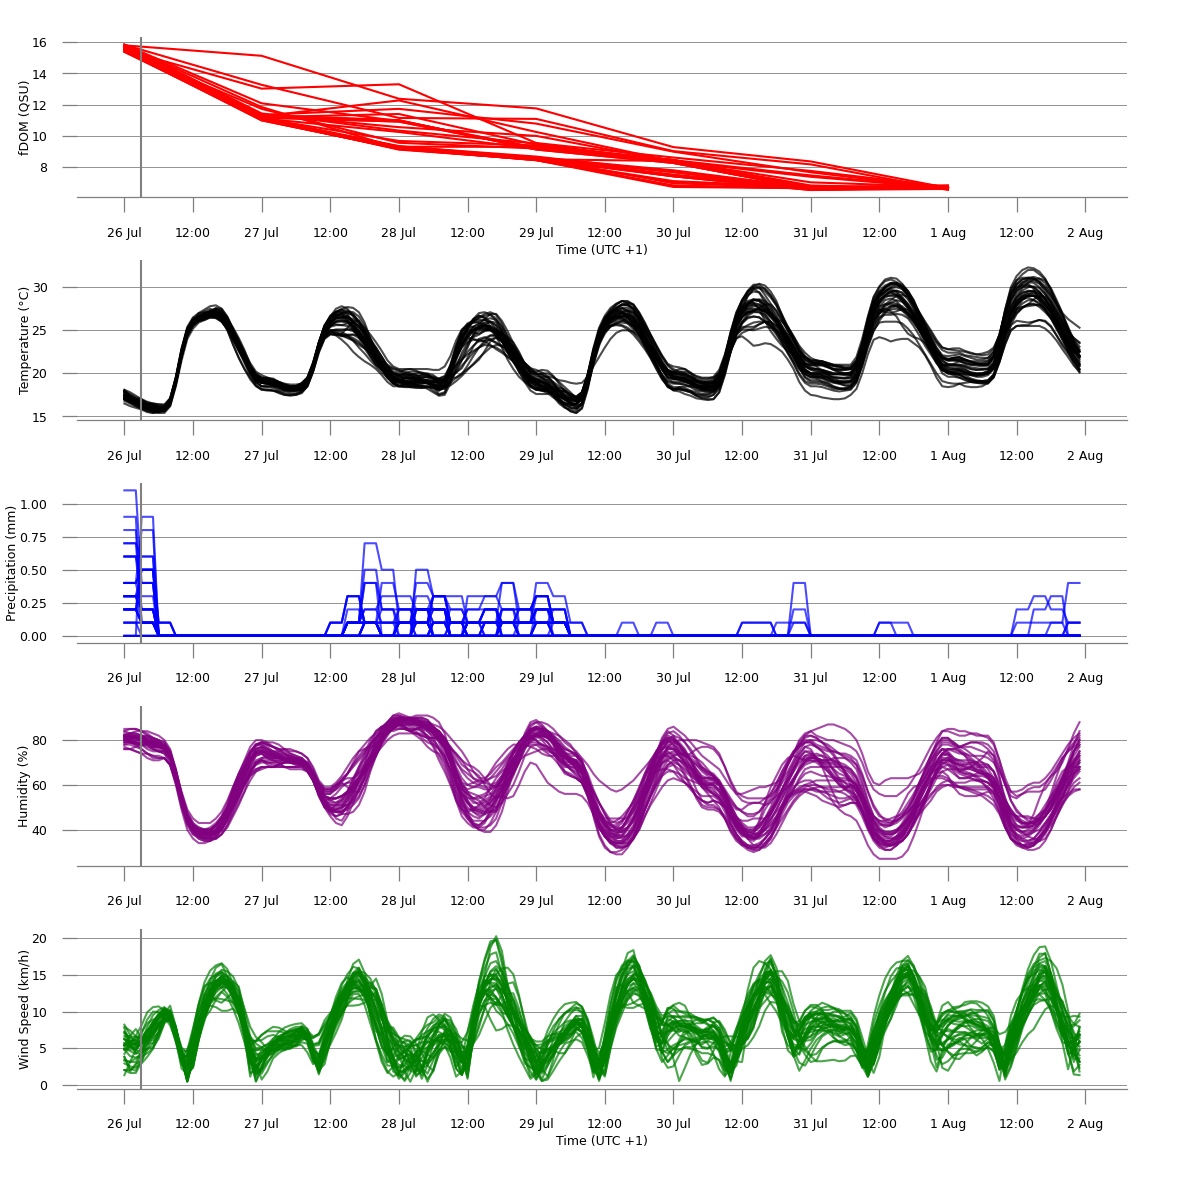 fDOM (QSU)
16
14
12
10
8
26 Jul 12:00 27 Jul 12:00 28 Jul 12:00 29 Jul 12:00 30 Jul 12:00 31 Jul 12:00 1 Aug 12:00 2 Aug
Time (UTC +1)
Temperature (°C)
30
25
20
15
26 Jul 12:00 27 Jul 12:00 28 Jul 12:00 29 Jul 12:00 30 Jul 12:00 31 Jul 12:00 1 Aug 12:00 2 Aug
Precipitation (mm)
1.00
0.75
0.50
0.25
0.00
26 Jul 12:00 27 Jul 12:00 28 Jul 12:00 29 Jul 12:00 30 Jul 12:00 31 Jul 12:00 1 Aug 12:00 2 Aug
Humidity (%)
80
60
40
26 Jul 12:00 27 Jul 12:00 28 Jul 12:00 29 Jul 12:00 30 Jul 12:00 31 Jul 12:00 1 Aug 12:00 2 Aug
Wind Speed (km/h)
20
15
10
5
0
26 Jul 12:00 27 Jul 12:00 28 Jul 12:00 29 Jul 12:00 30 Jul 12:00 31 Jul 12:00 1 Aug 12:00 2 Aug
Time (UTC +1)